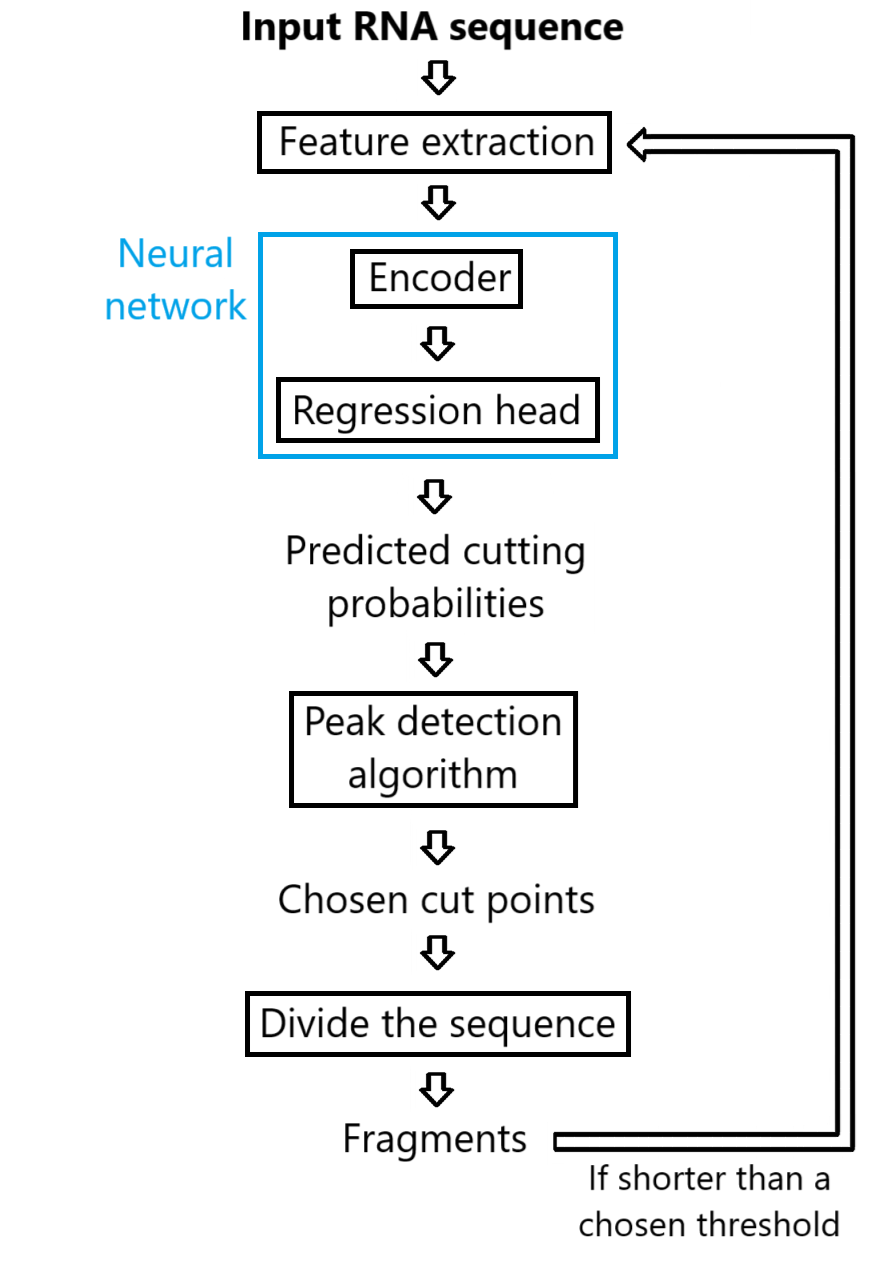 Input RNA sequence
Feature extraction
Neural
network
Encoder
Regression head
Predicted cutting
probabilities
Peak detection
algorithm
Chosen cut points
Divide the sequence
Fragments
If shorter than a
chosen threshold